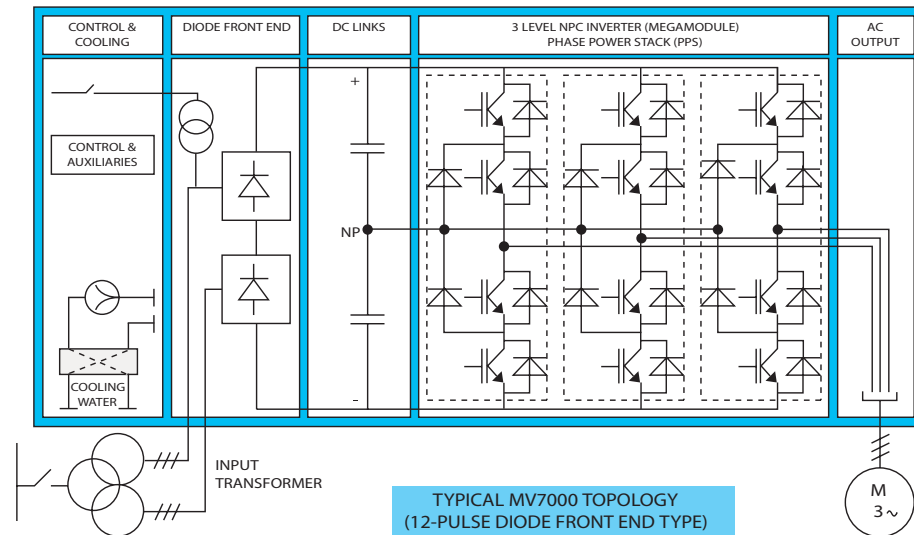 CONTROL &
COOLING
DIODE FRONT END
DC LINKS
3 LEVEL NPC INVERTER (MEGAMODULE)
PHASE POWER STACK (PPS)
AC
OUTPUT
+
CONTROL &
AUXILIARIES
NP
COOLING
WATER
-
INPUT
TRANSFORMER
TYPICAL MV7000 TOPOLOGY
(12-PULSE DIODE FRONT END TYPE)
M
3~